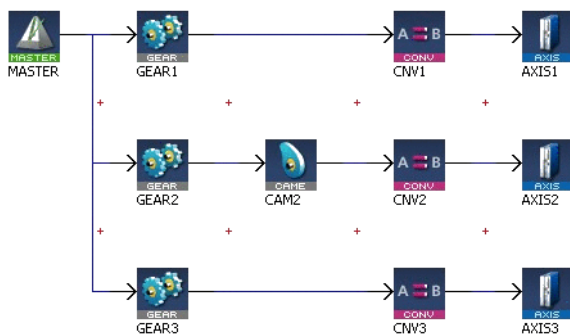 MASTER GEAR A B CONV AXIS
MASTER GEAR1 CNV1 AXIS1
GEAR CAME A B CONV AXIS
GEAR2 CAM2 CNV2 AXIS2
GEAR A B CONV AXIS
GEAR3 CNV3 AXIS3